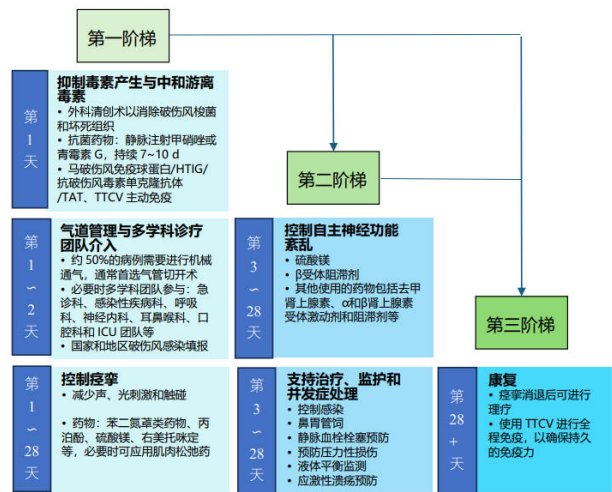 第一阶梯
第
1
天
抑制毒素产生与中和游离
毒素
• 外科清创术以消除破伤风梭菌
和坏死组织
• 抗菌药物：静脉注射甲硝唑或
青霉素 G，持续 7~10 d
• 马破伤风免疫球蛋白/HTIG/
抗破伤风毒素单克隆抗体
/TAT、TTCV 主动免疫
第二阶梯
第
1
~
2
天
气道管理与多学科诊疗
团队介入
• 约 50%的病例需要进行机械
通气，通常首选气管切开术
• 必要时多学科团队参与：急
诊科、感染性疾病科、呼吸
科、神经内科、耳鼻喉科、口
腔科和 ICU 团队等
• 国家和地区破伤风感染填报
第
3
~
28
天
控制自主神经功能
紊乱
• 硫酸镁
• β受体阻滞剂
• 其他使用的药物包括去甲
肾上腺素、α和β肾上腺素
受体激动剂和阻滞剂等
第三阶梯
第
1
~
28
天
控制痉挛
• 减少声、光刺激和触碰
• 药物：苯二氮䓬类药物、丙
泊酚、硫酸镁、右美托咪定
等，必要时可应用肌肉松弛药
第
3
~
28
天
支持治疗、监护和
并发症处理
• 控制感染
• 鼻胃管饲
• 静脉血栓栓塞预防
• 预防压力性损伤
• 液体平衡监测
• 应激性溃疡预防
第
28
+
天
康复
• 痉挛消退后可进行
理疗
• 使用 TTCV 进行全
程免疫，以确保持久
的免疫力